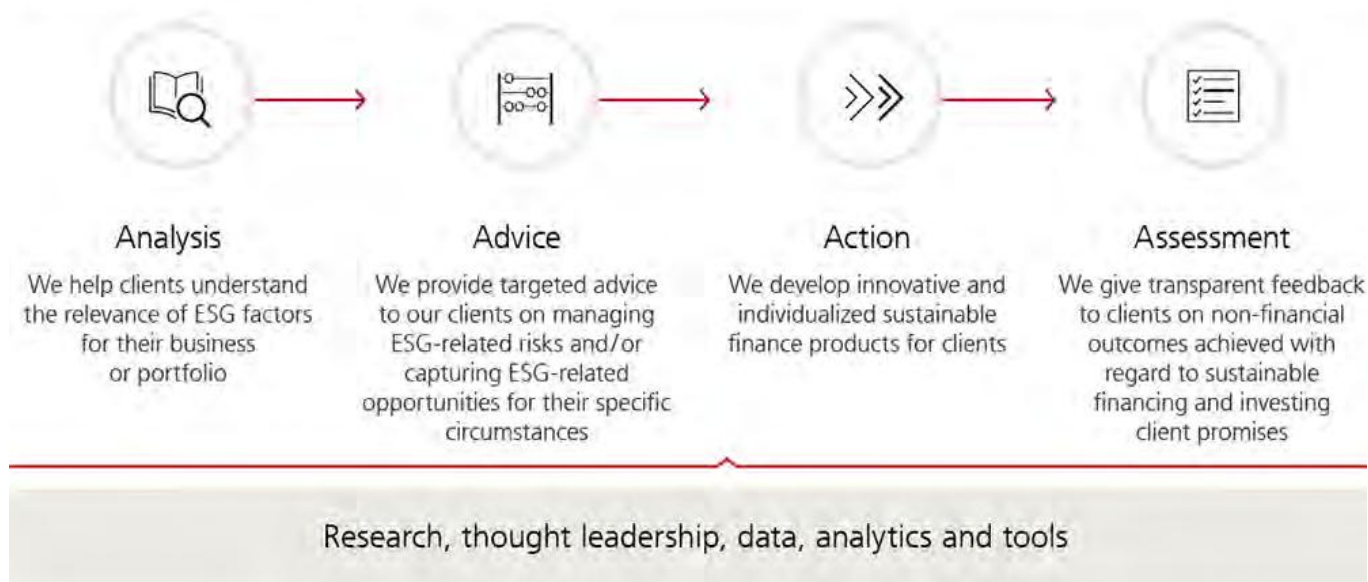 Analysis
We help clients understand
the relevance of ESG factors
for their business
or portfolio
Advice
We provide targeted advice
to our clients on managing
ESG-related risks and/or
capturing ESG-related
opportunities for their specific
circumstances
Action
We develop innovative and
individualized sustainable
finance products for clients
Assessment
We give transparent feedback
to clients on non-financial
outcomes achieved with
regard to sustainable
financing and investing
client promises
Research, thought leadership, data, analytics and tools